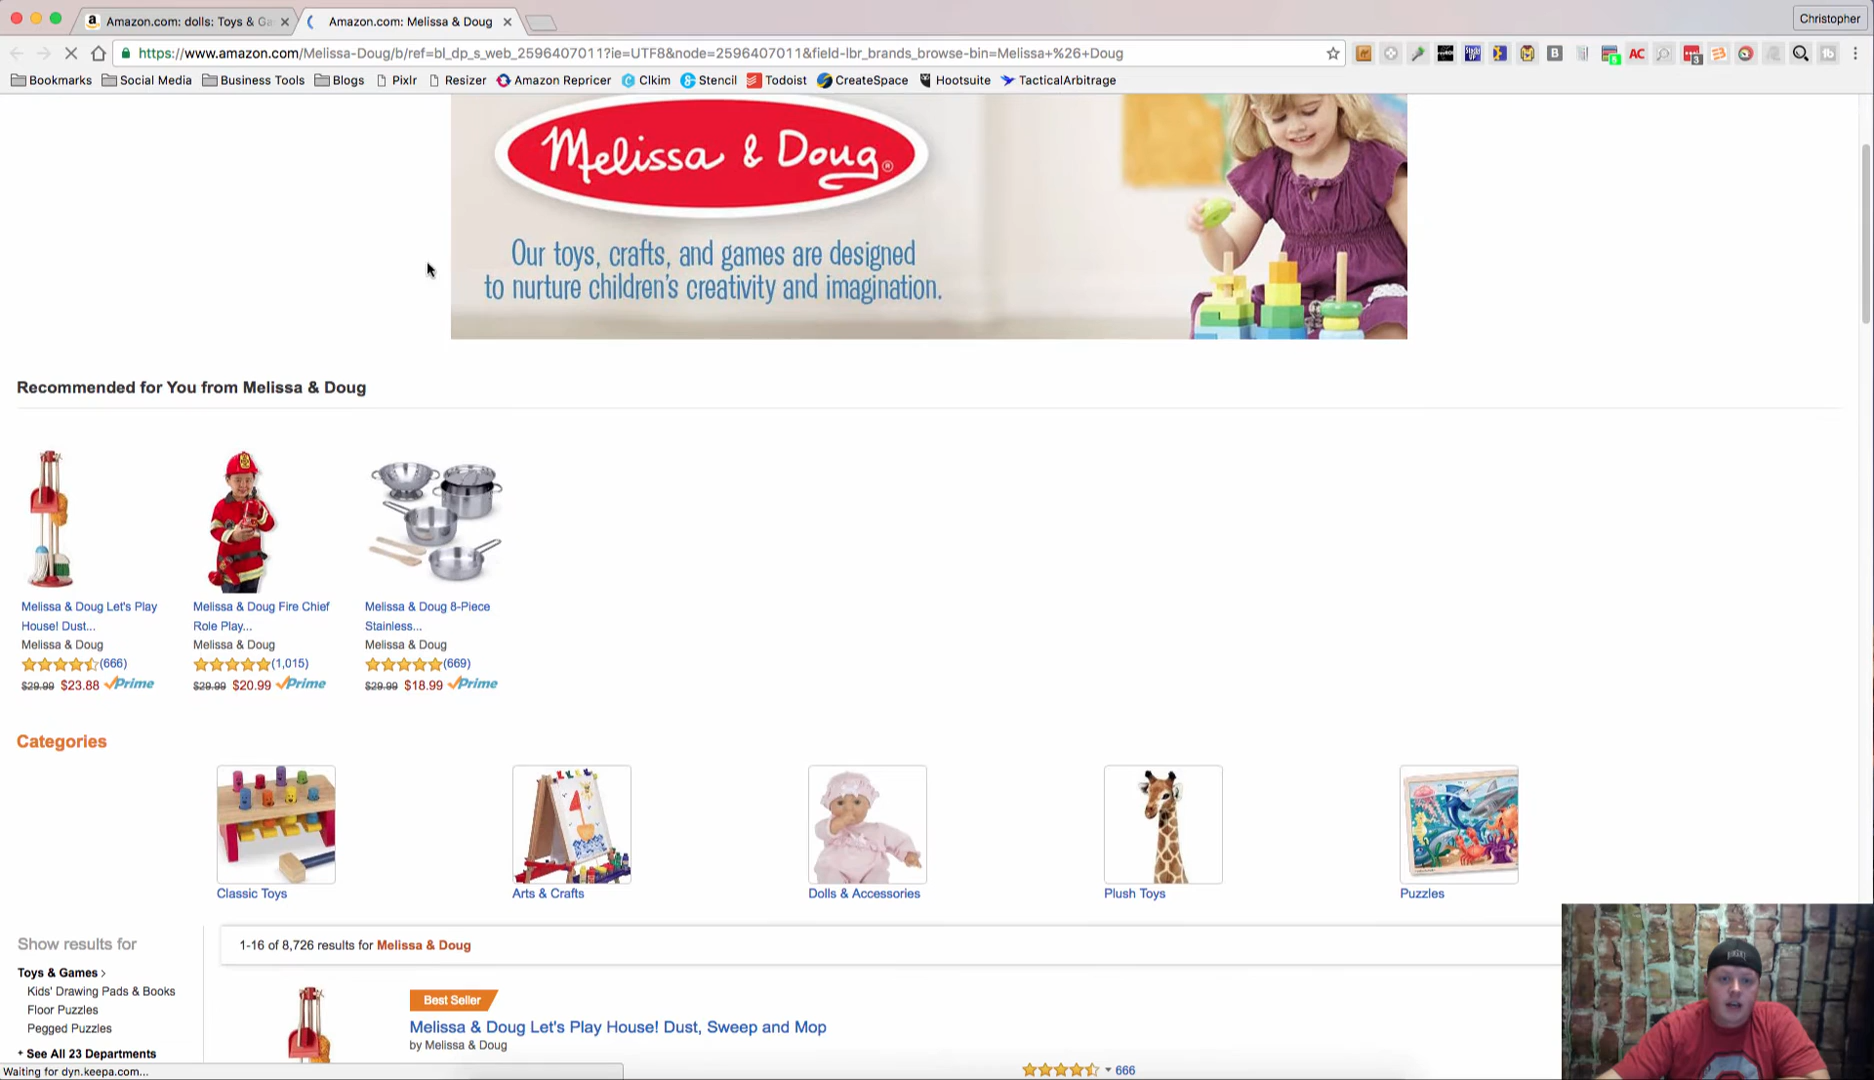 Amazon.com: dolls: Toys & Ga
Amazon.com: Melissa & Doug
Christopher
https://www.amazon.com/Melissa-Doug/b/ref=bl_dp_s_web_2596407011?ie=UTF8&node=2596407011&field-lbr_brands_browse-bin=Melissa+%26+Doug
Bookmarks Social Media Business Tools Blogs Pixlr Resizer Amazon Repricer Clkim Stencil Todoist CreateSpace Hootsuite TacticalArbitrage
Melissa & Doug®
Our toys, crafts, and games are designed
to nurture children's creativity and imagination.
Recommended for You from Melissa & Doug
Melissa & Doug Let's Play
House! Dust...
Melissa & Doug
(666)
$29.99 $23.88 Prime
Melissa & Doug Fire Chief
Role Play...
Melissa & Doug
(1,015)
$29.99 $20.99 Prime
Melissa & Doug 8-Piece
Stainless...
Melissa & Doug
(669)
$29.99 $18.99 Prime
Categories
Classic Toys
Arts & Crafts
Dolls & Accessories
Plush Toys
Puzzles
Show results for
Toys & Games ›
Kids' Drawing Pads & Books
Floor Puzzles
Pegged Puzzles
+ See All 23 Departments
1-16 of 8,726 results for Melissa & Doug
Best Seller
Melissa & Doug Let's Play House! Dust, Sweep and Mop
by Melissa & Doug
666
Waiting for dyn.keepa.com...